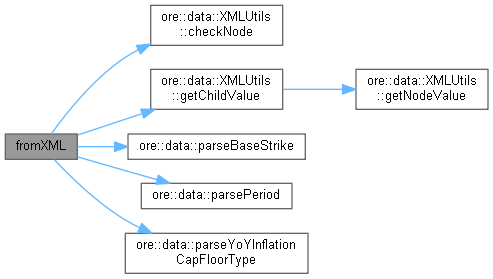 ore::data::XMLUtils
::checkNode
ore::data::XMLUtils
::getChildValue
ore::data::XMLUtils
::getNodeValue
fromXML
ore::data::parseBaseStrike
ore::data::parsePeriod
ore::data::parseYoYInflation
CapFloorType